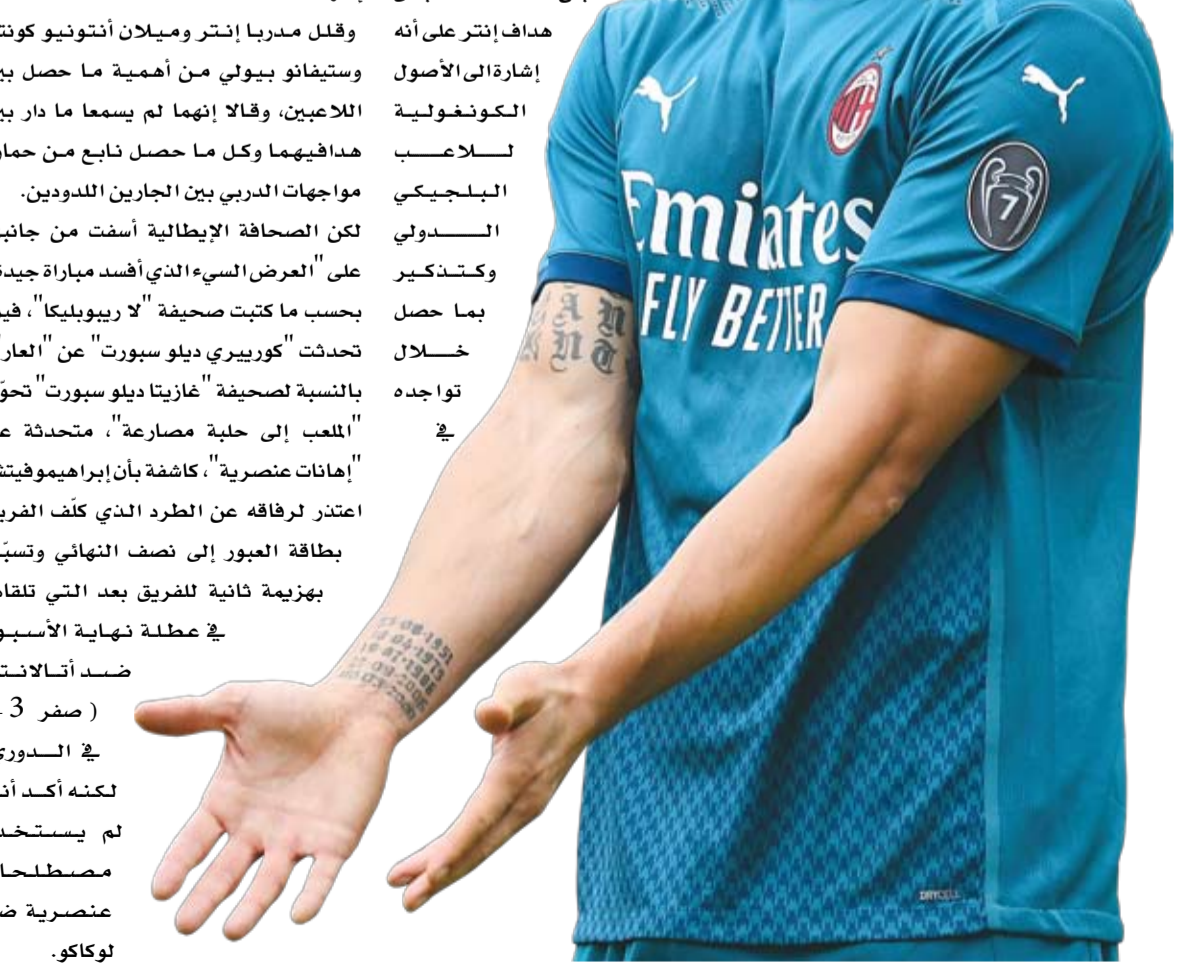 هداف إنتر على أنه
إشارة الى الأصول
الكونغولية
للاعب
البلجيكي
الدولي
وكتذكير
بما حصل
خلال
تواجده
في
وقلل مدربا إنتر وميلان أنتونيو كونت
وستيفانو بيولي من أهمية ما حصل بي
اللاعبين، وقالا إنهما لم يسمعا ما دار بي
هدافيهما وكل ما حصل نابع من حما
مواجهات الدربي بين الجارين اللدودين.
لكن الصحافة الإيطالية أسفت من جانب
على "العرض السيء الذي أفسد مباراة جيدة
بحسب ما كتبت صحيفة "لا ريبوبليكا"، في
تحدثت "كورييري ديلو سبورت" عن "العار
بالنسبة لصحيفة "غازيتا ديلو سبورت" تحوّ
"الملعب إلى حلبة مصارعة"، متحدثة ع
"إهانات عنصرية"، كاشفة بأن إبراهيموفيتش
اعتذر لرفاقه عن الطرد الذي كلّف الفري
بطاقة العبور إلى نصف النهائي وتسبّ
بهزيمة ثانية للفريق بعد التي تلقا
في عطلة نهاية الأسبو
ضد أتالانت
( صفر 3
في الدوري
لكنه أكد أن
لم يستخد
مصطلحا
عنصرية ض
لوكاكو.
7
Emirates
FLY BETTER
DRYCELL